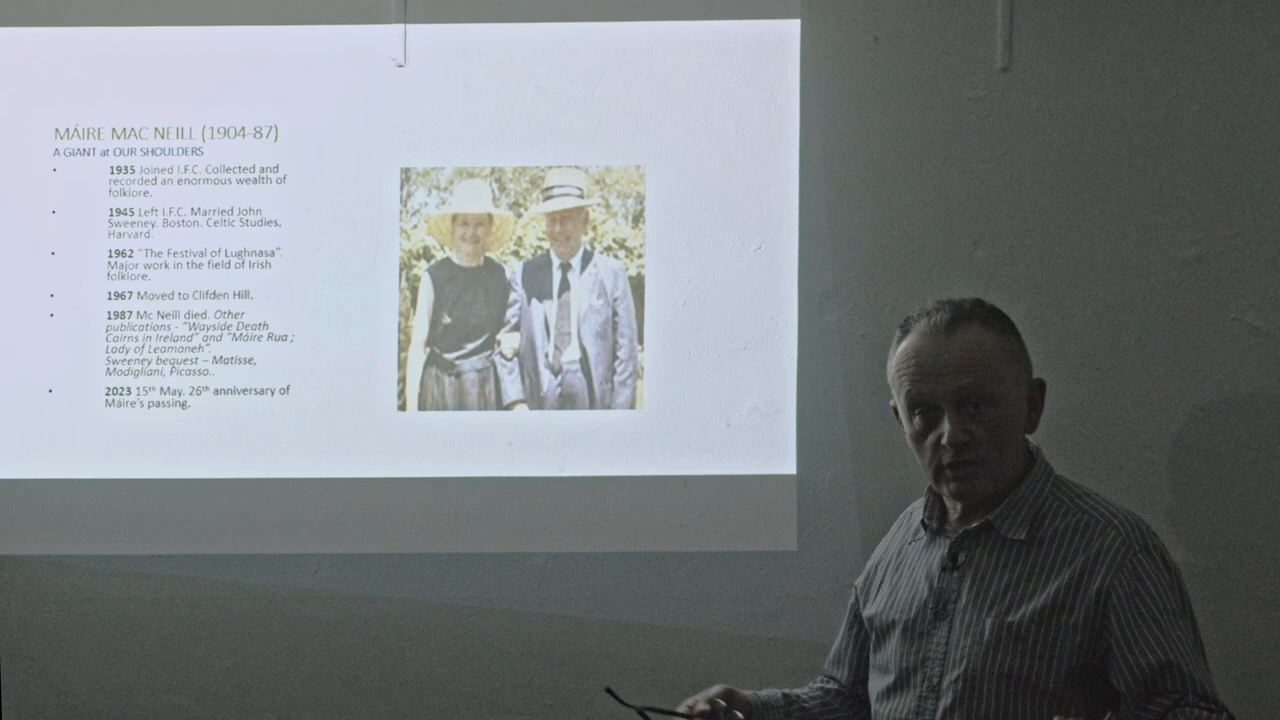 MÁIRE MAC NEILL (1904-87)
A GIANT at OUR SHOULDERS
• 1935 Joined I.F.C. Collected and
recorded an enormous wealth of
folklore.
• 1945 Left I.F.C. Married John
Sweeney. Boston. Celtic Studies,
Harvard.
• 1962 “The Festival of Lughnasa”.
Major work in the field of Irish
folklore.
• 1967 Moved to Clifden Hill.
• 1987 Mc Neill died. Other
publications - “Wayside Death
Cairns in Ireland” and “Máire Rua ;
Lady of Leamaneh”.
Sweeney bequest – Matisse,
Modigliani, Picasso..
• 2023 15th May. 26th anniversary of
Máire’s passing.